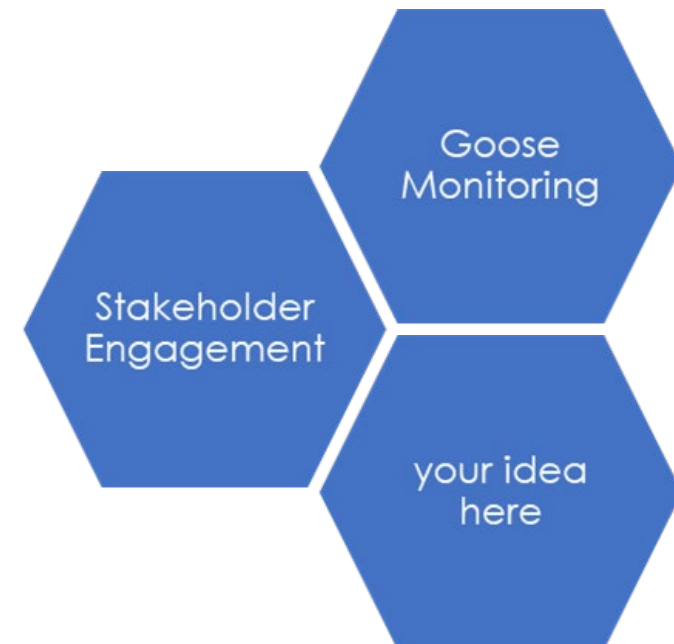 Goose
Monitoring
Stakeholder
Engagement
your idea
here